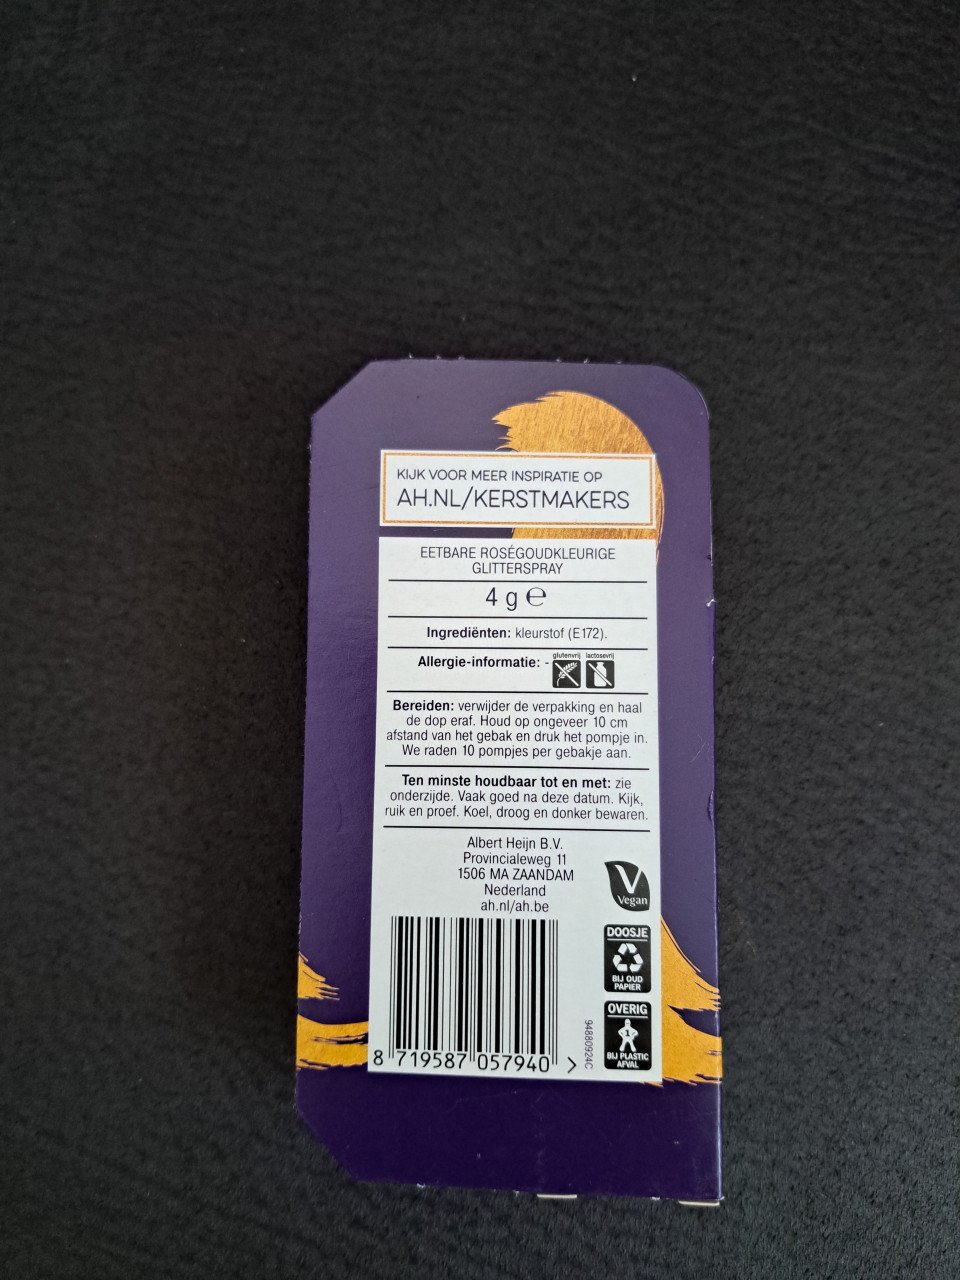 KIJK VOOR MEER INSPIRATIE OP
AH.NL/KERSTMAKERS
EETBARE ROSÉGOUDKLEURIGE
GLITTERSPRAY
4 g ℮
Ingrediënten: kleurstof (E172).
Allergie-informatie: -
glutenvrij lactosevrij
Bereiden: verwijder de verpakking en haal
de dop eraf. Houd op ongeveer 10 cm
afstand van het gebak en druk het pompje in.
We raden 10 pompjes per gebakje aan.
Ten minste houdbaar tot en met: zie
onderzijde. Vaak goed na deze datum. Kijk,
ruik en proef. Koel, droog en donker bewaren.
Albert Heijn B.V.
Provincialeweg 11
1506 MA ZAANDAM
Nederland
ah.nl/ah.be
V
Vegan
DOOSJE
BIJ OUD
PAPIER
OVERIG
1
BIJ PLASTIC
AFVAL
94880924C
8 719587 057940 >